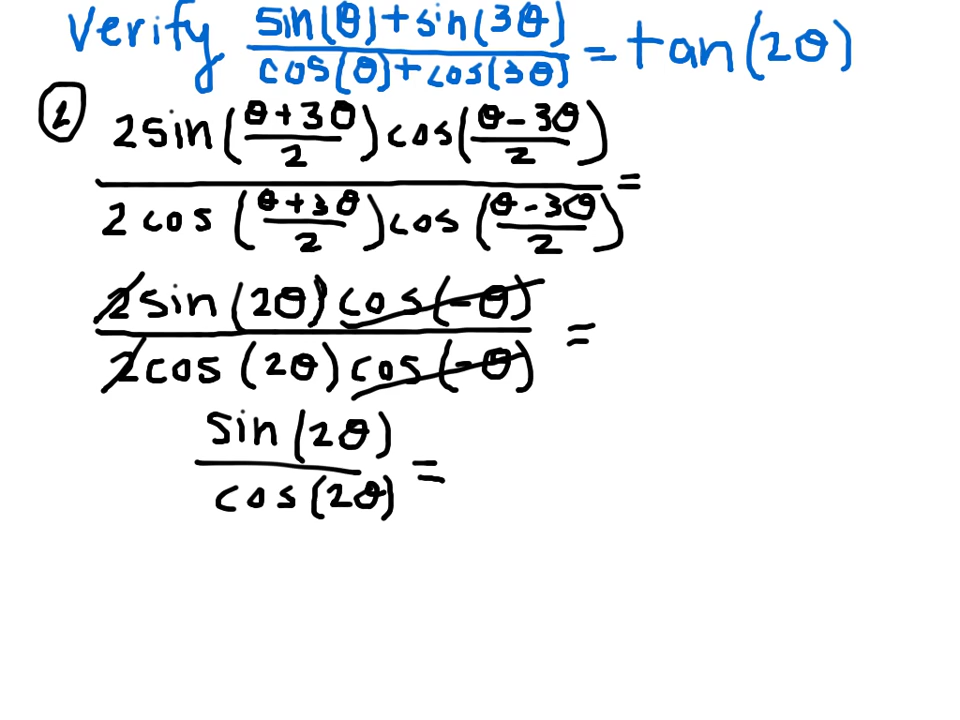 Verify (sin(θ)+sin(3θ))/(cos(θ)+cos(3θ)) = tan(2θ)
① (2sin((θ+3θ)/2)cos((θ-3θ)/2))/(2cos((θ+3θ)/2)cos((θ-3θ)/2)) =
(2sin(2θ)cos(-θ))/(2cos(2θ)cos(-θ)) =
sin(2θ)/cos(2θ) =